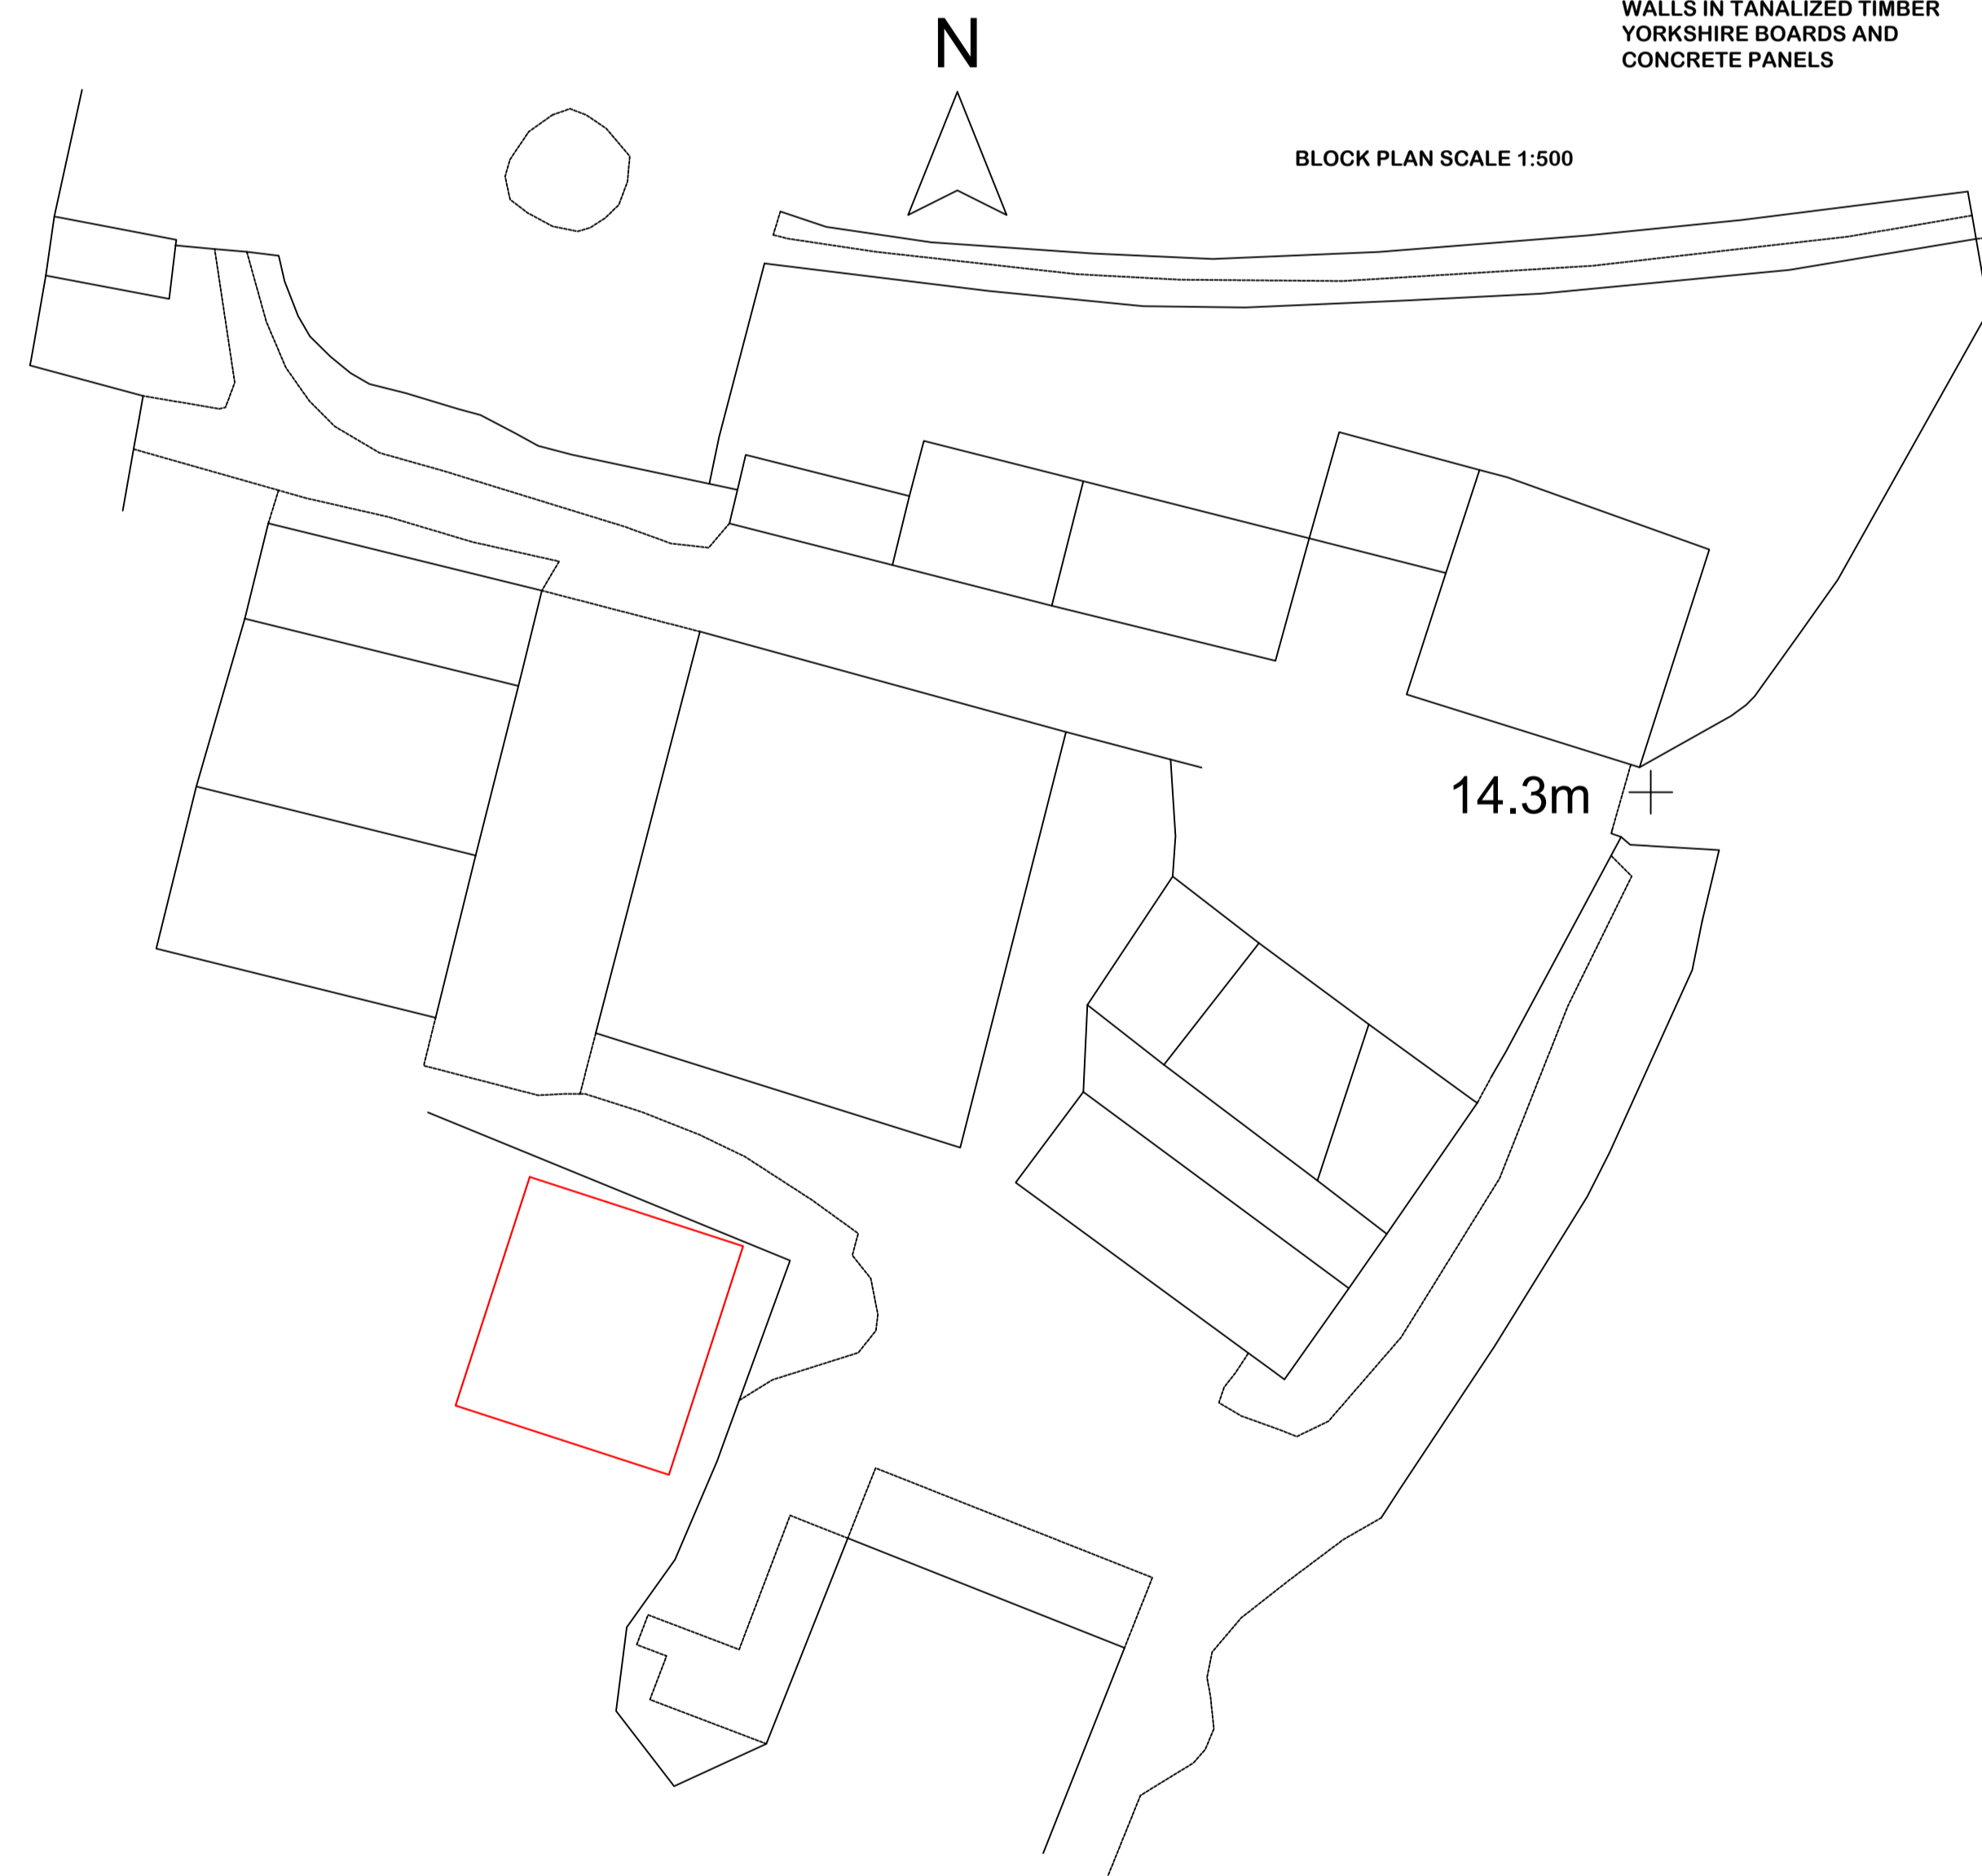 WALLS IN TANALIZED TIMBER
YORKSHIRE BOARDS AND
CONCRETE PANELS
N
BLOCK PLAN SCALE 1:500
14.3m